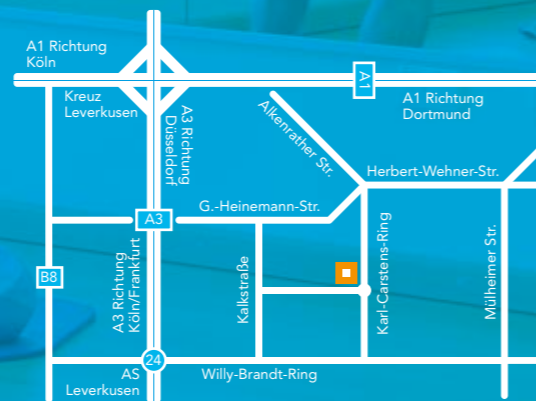 A1 Richtung
Köln
Kreuz
Leverkusen
A3 Richtung
Düsseldorf
Alkenrather Str.
A1
A1 Richtung
Dortmund
Herbert-Wehner-Str.
G.-Heinemann-Str.
A3
B8
A3 Richtung
Köln/Frankfurt
Kalkstraße
Karl-Carstens-Ring
Mülheimer Str.
24
AS
Leverkusen
Willy-Brandt-Ring